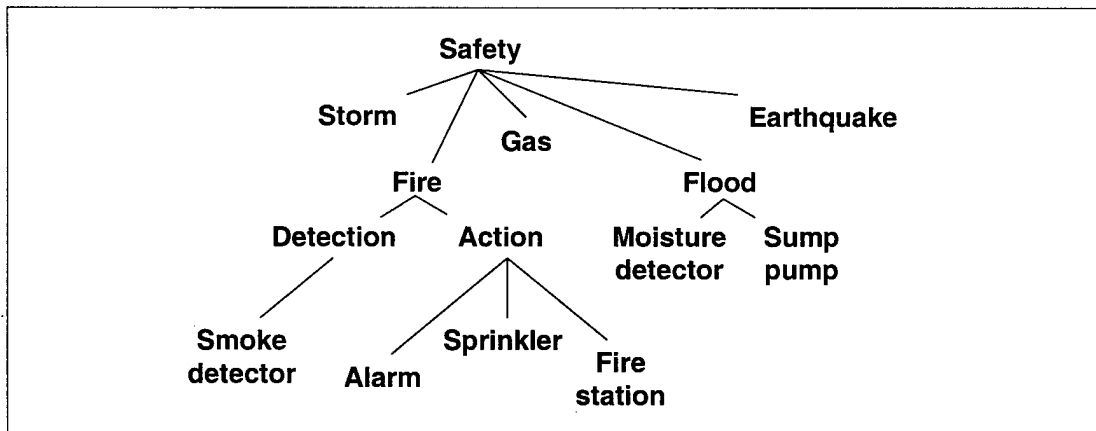 Safety
Storm
Gas
Earthquake
Fire
Flood
Detection
Action
Moisture
detector
Sump
pump
Smoke
detector
Alarm
Sprinkler
Fire
station